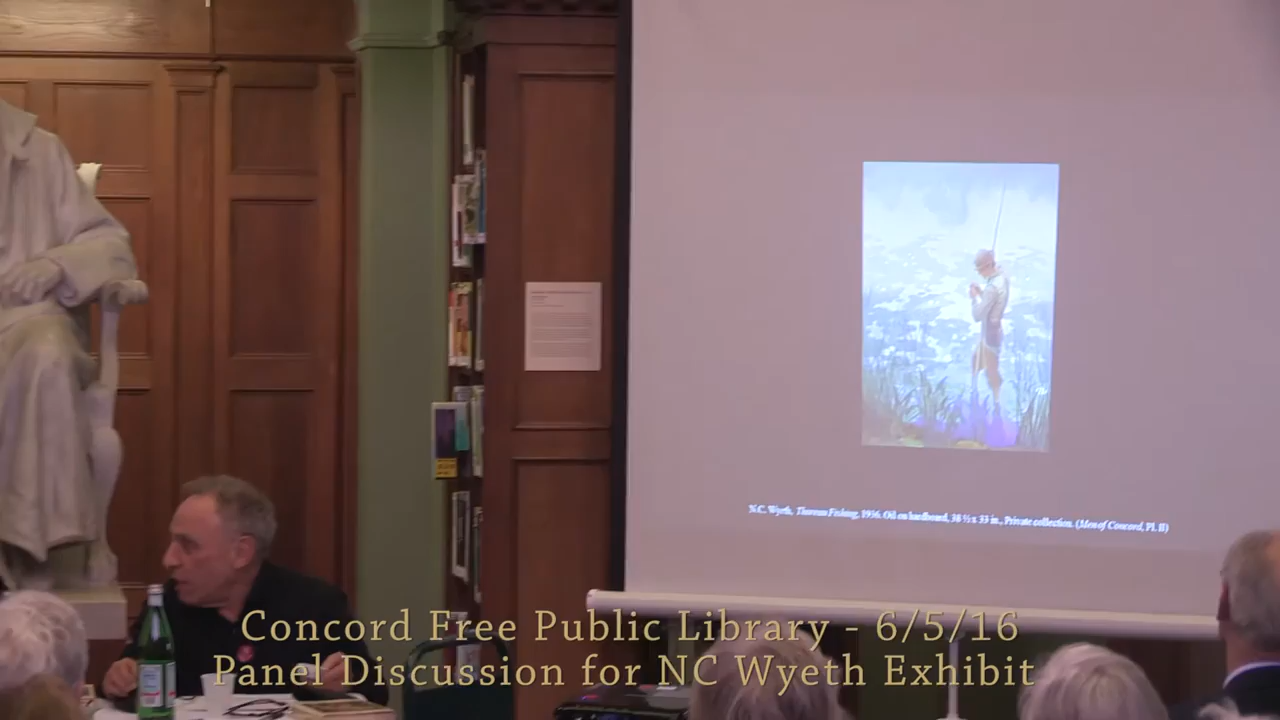 N.C. Wyeth, Thoreau Fishing, 1936. Oil on hardboard, 38 ½ x 33 in., Private collection. (Men of Concord, Pl. II)
Concord Free Public Library - 6/5/16
Panel Discussion for NC Wyeth Exhibit